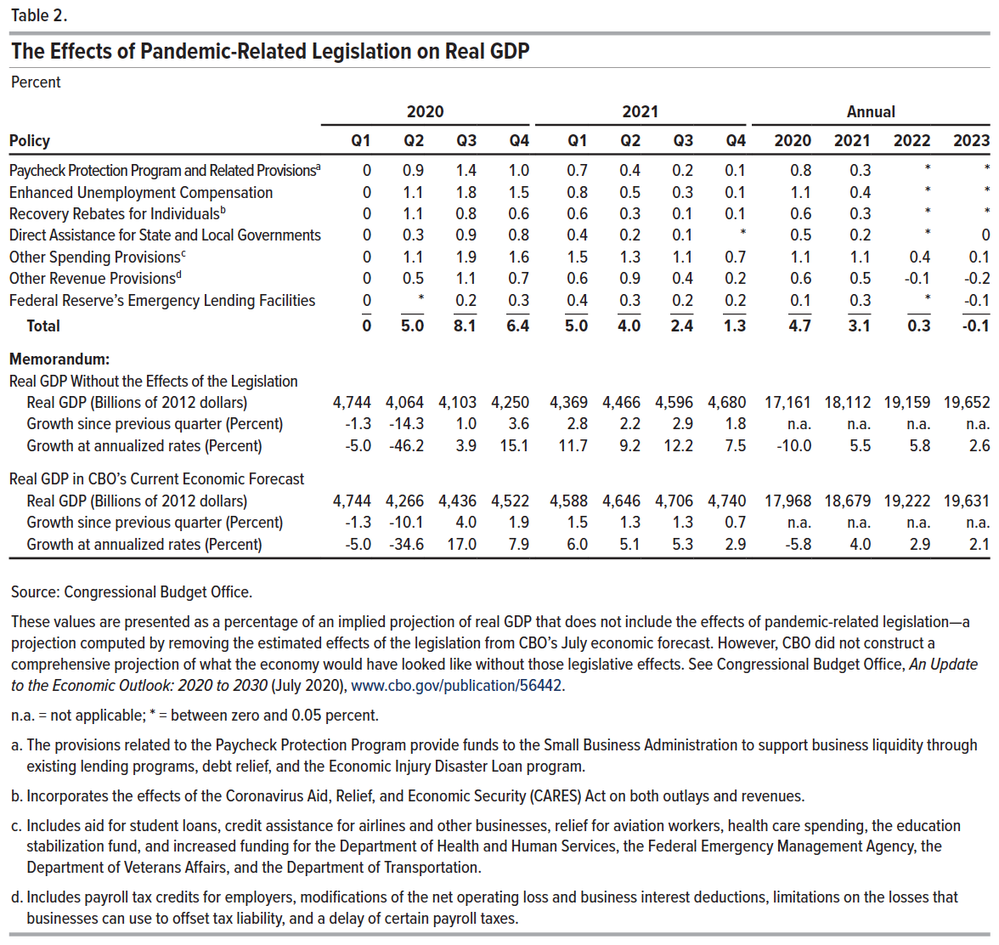 Table 2.
The Effects of Pandemic-Related Legislation on Real GDP
Percent
2020 2021 Annual
Policy Q1 Q2 Q3 Q4 Q1 Q2 Q3 Q4 2020 2021 2022 2023
Paycheck Protection Program and Related Provisionsa 0 0.9 1.4 1.0 0.7 0.4 0.2 0.1 0.8 0.3 * *
Enhanced Unemployment Compensation 0 1.1 1.8 1.5 0.8 0.5 0.3 0.1 1.1 0.4 * *
Recovery Rebates for Individualsb 0 1.1 0.8 0.6 0.6 0.3 0.1 0.1 0.6 0.3 * *
Direct Assistance for State and Local Governments 0 0.3 0.9 0.8 0.4 0.2 0.1 * 0.5 0.2 * 0
Other Spending Provisionsc 0 1.1 1.9 1.6 1.5 1.3 1.1 0.7 1.1 1.1 0.4 0.1
Other Revenue Provisionsd 0 0.5 1.1 0.7 0.6 0.9 0.4 0.2 0.6 0.5 -0.1 -0.2
Federal Reserve's Emergency Lending Facilities 0 * 0.2 0.3 0.4 0.3 0.2 0.2 0.1 0.3 * -0.1
Total 0 5.0 8.1 6.4 5.0 4.0 2.4 1.3 4.7 3.1 0.3 -0.1
Memorandum:
Real GDP Without the Effects of the Legislation
Real GDP (Billions of 2012 dollars) 4,744 4,064 4,103 4,250 4,369 4,466 4,596 4,680 17,161 18,112 19,159 19,652
Growth since previous quarter (Percent) -1.3 -14.3 1.0 3.6 2.8 2.2 2.9 1.8 n.a. n.a. n.a. n.a.
Growth at annualized rates (Percent) -5.0 -46.2 3.9 15.1 11.7 9.2 12.2 7.5 -10.0 5.5 5.8 2.6
Real GDP in CBO's Current Economic Forecast
Real GDP (Billions of 2012 dollars) 4,744 4,266 4,436 4,522 4,588 4,646 4,706 4,740 17,968 18,679 19,222 19,631
Growth since previous quarter (Percent) -1.3 -10.1 4.0 1.9 1.5 1.3 1.3 0.7 n.a. n.a. n.a. n.a.
Growth at annualized rates (Percent) -5.0 -34.6 17.0 7.9 6.0 5.1 5.3 2.9 -5.8 4.0 2.9 2.1
Source: Congressional Budget Office.
These values are presented as a percentage of an implied projection of real GDP that does not include the effects of pandemic-related legislation—a
projection computed by removing the estimated effects of the legislation from CBO's July economic forecast. However, CBO did not construct a
comprehensive projection of what the economy would have looked like without those legislative effects. See Congressional Budget Office, An Update
to the Economic Outlook: 2020 to 2030 (July 2020), www.cbo.gov/publication/56442.
n.a. = not applicable; * = between zero and 0.05 percent.
a. The provisions related to the Paycheck Protection Program provide funds to the Small Business Administration to support business liquidity through
existing lending programs, debt relief, and the Economic Injury Disaster Loan program.
b. Incorporates the effects of the Coronavirus Aid, Relief, and Economic Security (CARES) Act on both outlays and revenues.
c. Includes aid for student loans, credit assistance for airlines and other businesses, relief for aviation workers, health care spending, the education
stabilization fund, and increased funding for the Department of Health and Human Services, the Federal Emergency Management Agency, the
Department of Veterans Affairs, and the Department of Transportation.
d. Includes payroll tax credits for employers, modifications of the net operating loss and business interest deductions, limitations on the losses that
businesses can use to offset tax liability, and a delay of certain payroll taxes.